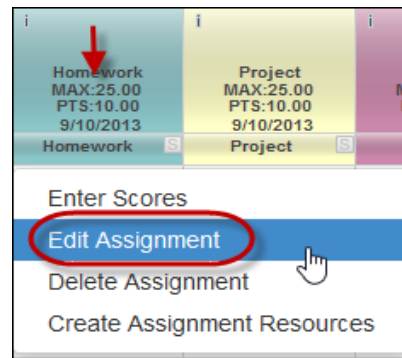 i i i
Homework Project
MAX:25.00 MAX:25.00
PTS:10.00 PTS:10.00
9/10/2013 9/10/2013
Homework S Project S
Enter Scores
Edit Assignment
Delete Assignment
Create Assignment Resources